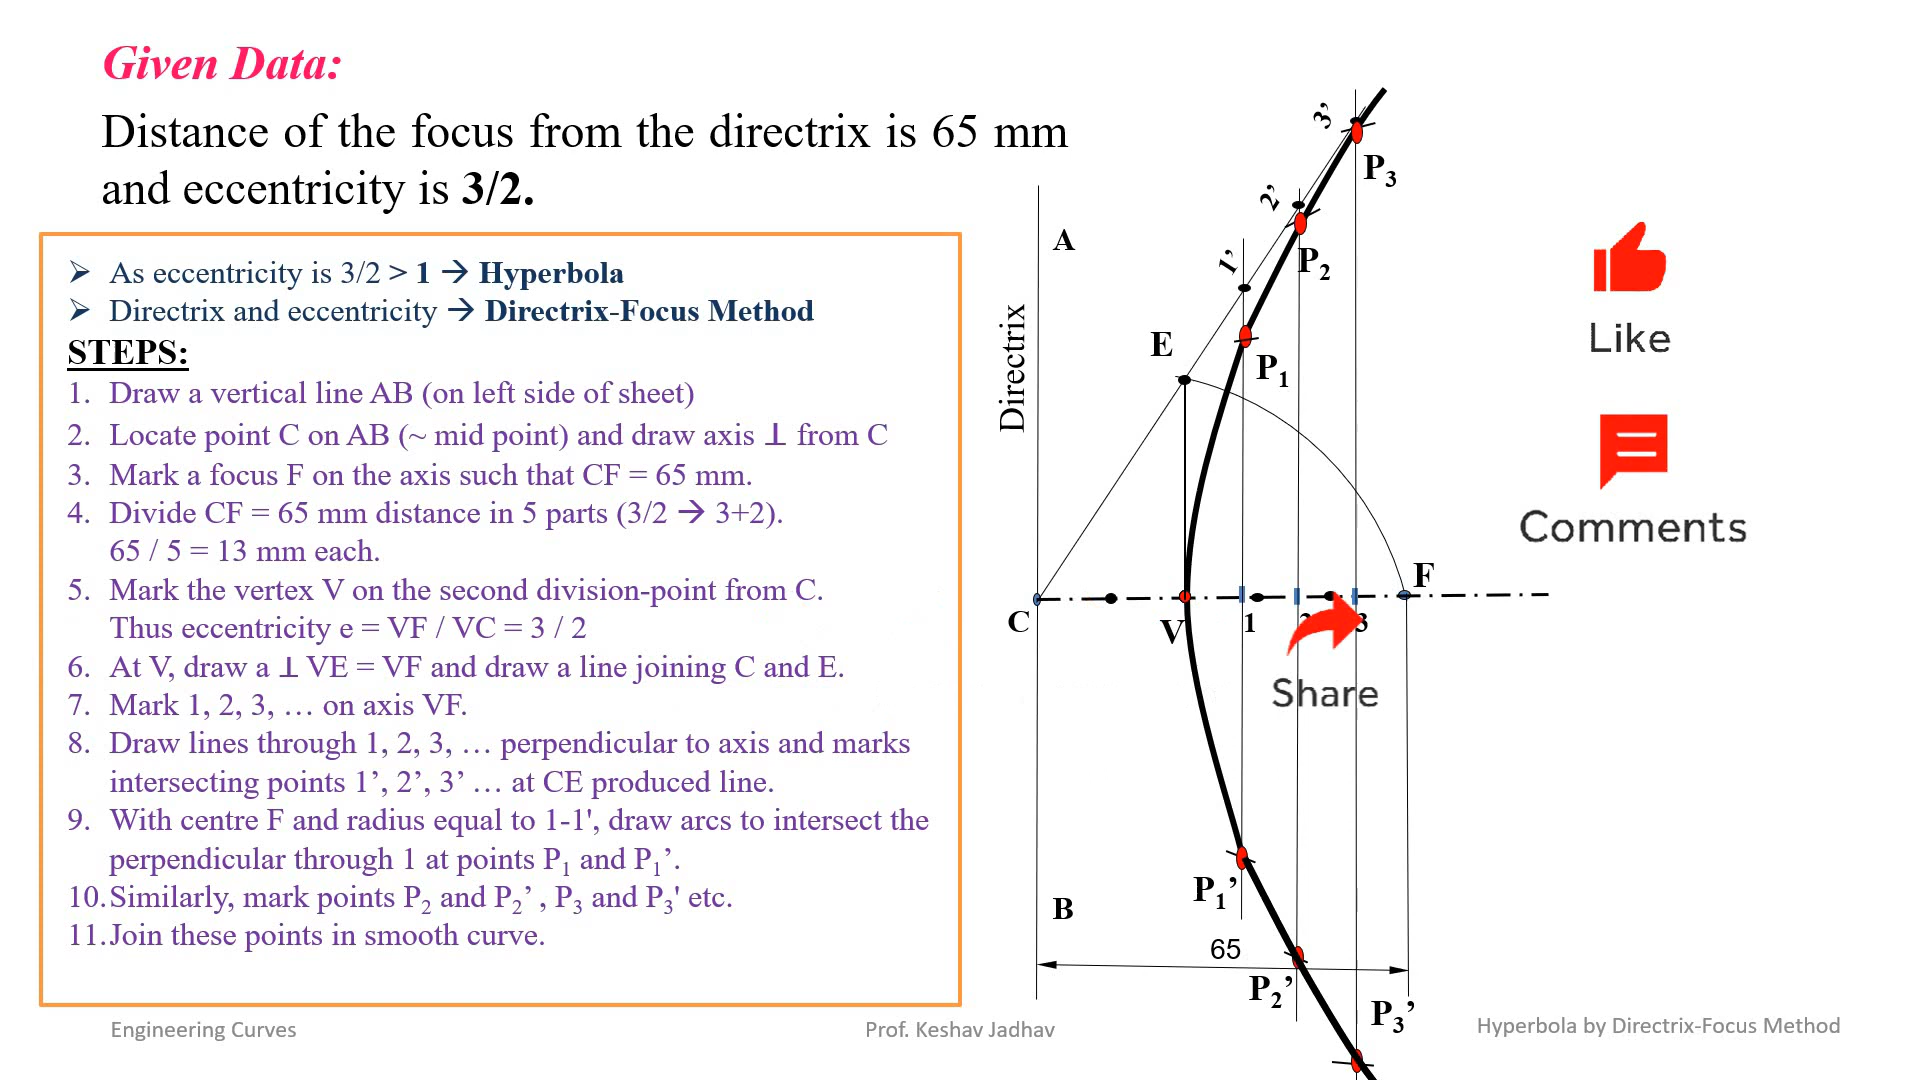 Given Data:
Distance of the focus from the directrix is 65 mm
and eccentricity is 3/2.
➢ As eccentricity is 3/2 > 1 → Hyperbola
➢ Directrix and eccentricity → Directrix-Focus Method
STEPS:
1. Draw a vertical line AB (on left side of sheet)
2. Locate point C on AB (~ mid point) and draw axis ⊥ from C
3. Mark a focus F on the axis such that CF = 65 mm.
4. Divide CF = 65 mm distance in 5 parts (3/2 → 3+2).
65 / 5 = 13 mm each.
5. Mark the vertex V on the second division-point from C.
Thus eccentricity e = VF / VC = 3 / 2
6. At V, draw a ⊥ VE = VF and draw a line joining C and E.
7. Mark 1, 2, 3, … on axis VF.
8. Draw lines through 1, 2, 3, … perpendicular to axis and marks
intersecting points 1’, 2’, 3’ … at CE produced line.
9. With centre F and radius equal to 1-1', draw arcs to intersect the
perpendicular through 1 at points P1 and P1’.
10. Similarly, mark points P2 and P2’ , P3 and P3' etc.
11. Join these points in smooth curve.
3’
P3
2’
A
P2
1’
Directrix
E
P1
F
C
V
1
2
3
P1’
B
65
P2’
P3’
Like
Comments
Share
Engineering Curves
Prof. Keshav Jadhav
Hyperbola by Directrix-Focus Method